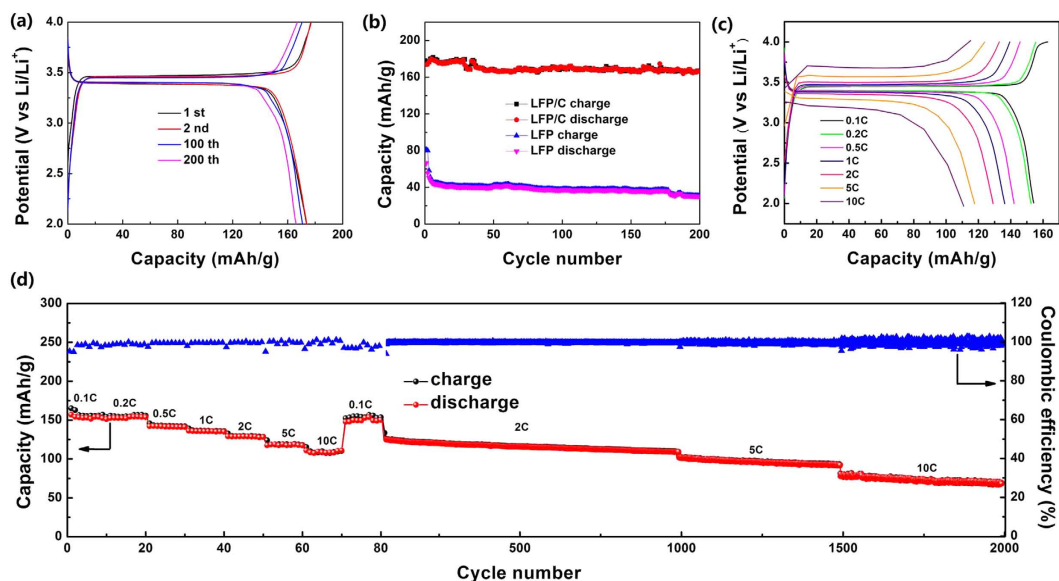 (a)
4.0
3.5
3.0
2.5
2.0
Potential (V vs Li/Li⁺)
1 st
2 nd
100 th
200 th
0 40 80 120 160 200
Capacity (mAh/g)
(b)
200
160
120
80
40
0
Capacity (mAh/g)
LFP/C charge
LFP/C discharge
LFP charge
LFP discharge
0 50 100 150 200
Cycle number
(c)
4.0
3.5
3.0
2.5
2.0
Potential (V vs Li/Li⁺)
0.1C
0.2C
0.5C
1C
2C
5C
10C
0 20 40 60 80 100 120 140 160
Capacity (mAh/g)
(d)
300
250
200
150
100
50
0
Capacity (mAh/g)
0.1C 0.2C 0.5C 1C 2C 5C 10C 0.1C 2C 5C 10C
charge
discharge
120
100
80
60
40
20
0
Coulombic efficiency (%)
0 20 40 60 80 500 1000 1500 2000
Cycle number